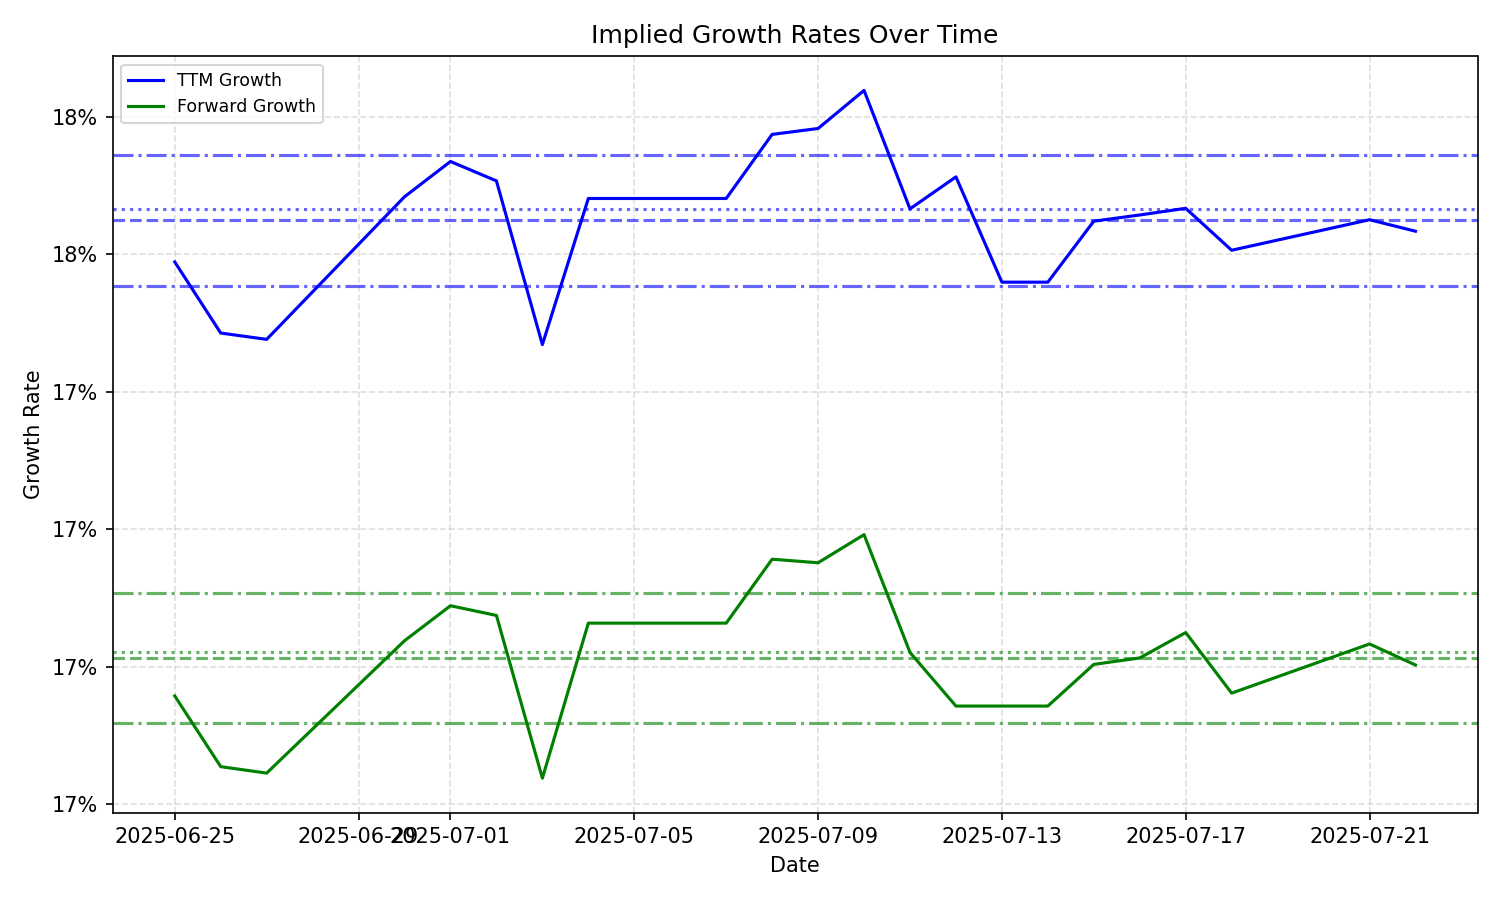 Implied Growth Rates Over Time
TTM Growth
Forward Growth
18%
18%
17%
17%
17%
17%
Growth Rate
2025-06-25
2025-06-29
2025-07-01
2025-07-05
2025-07-09
2025-07-13
2025-07-17
2025-07-21
Date